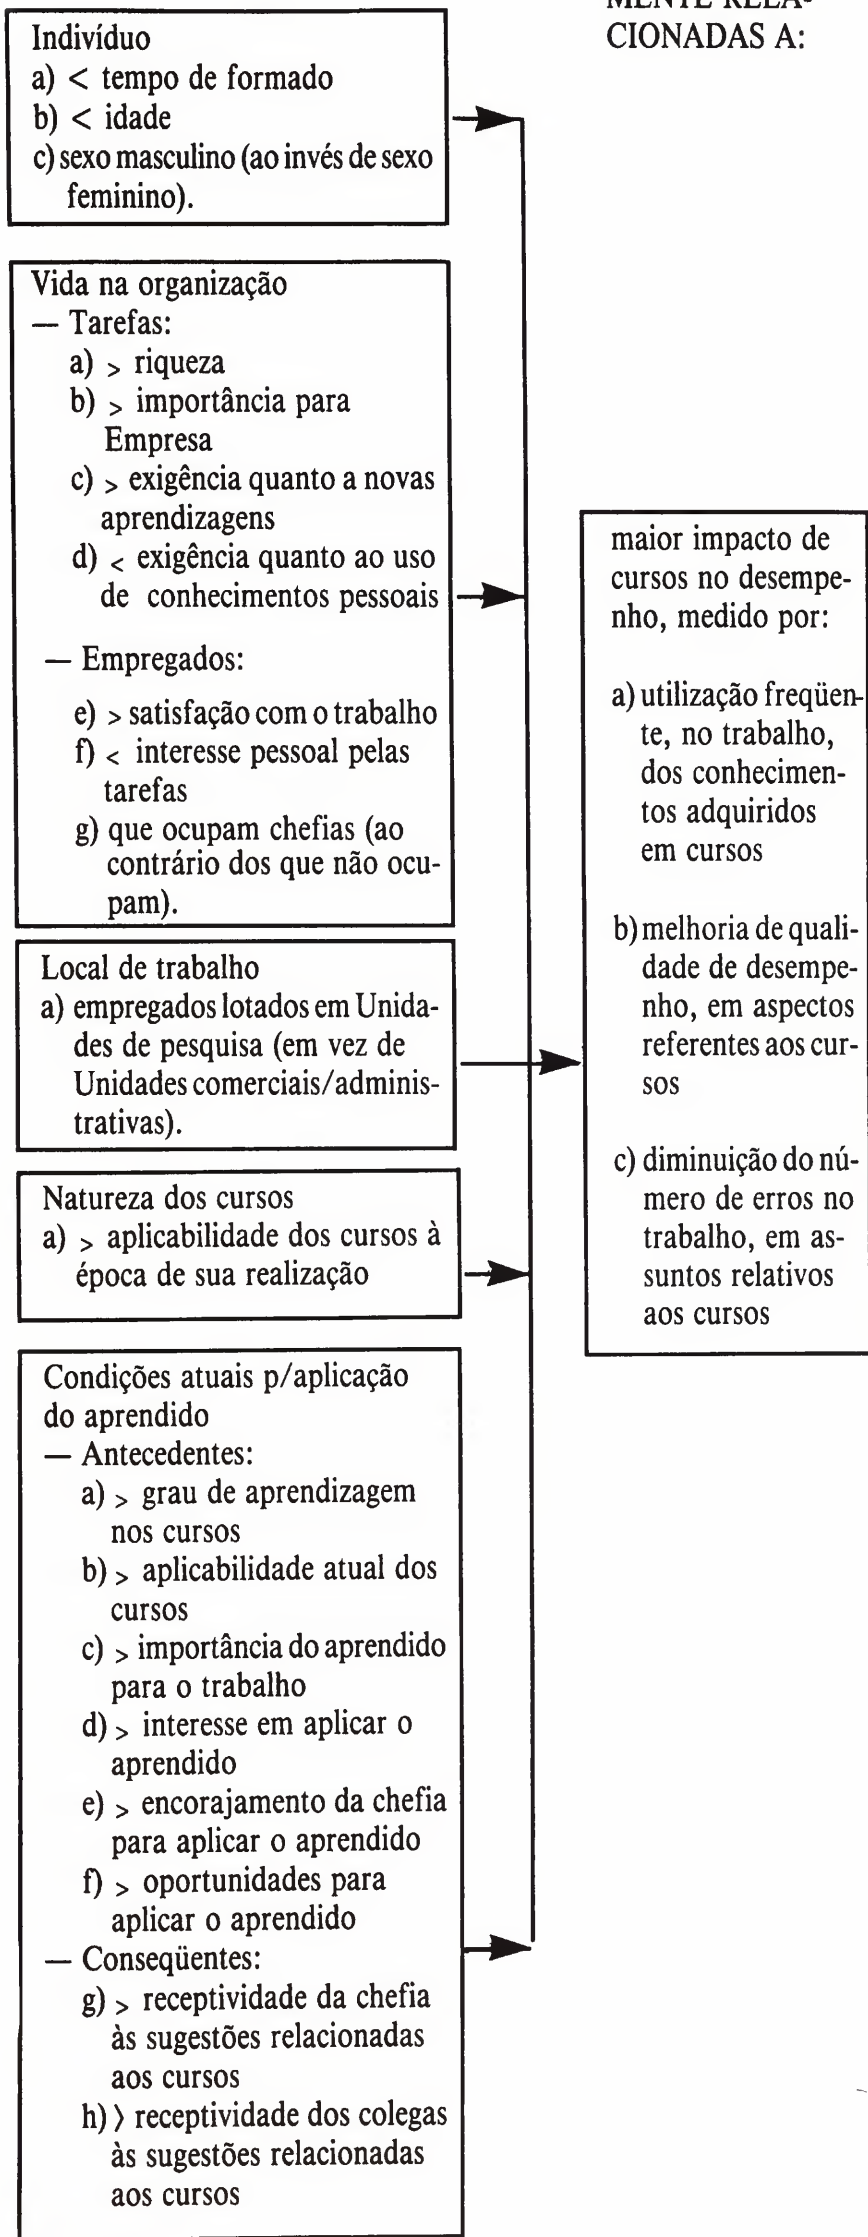 MENTE RELA-
CIONADAS A:
Indivíduo
a) < tempo de formado
b) < idade
c) sexo masculino (ao invés de sexo
feminino).
Vida na organização
— Tarefas:
a) > riqueza
b) > importância para
Empresa
c) > exigência quanto a novas
aprendizagens
d) < exigência quanto ao uso
de conhecimentos pessoais
— Empregados:
e) > satisfação com o trabalho
f) < interesse pessoal pelas
tarefas
g) que ocupam chefias (ao
contrário dos que não ocu-
pam).
Local de trabalho
a) empregados lotados em Unida-
des de pesquisa (em vez de
Unidades comerciais/adminis-
trativas).
Natureza dos cursos
a) > aplicabilidade dos cursos à
época de sua realização
Condições atuais p/aplicação
do aprendido
— Antecedentes:
a) > grau de aprendizagem
nos cursos
b) > aplicabilidade atual dos
cursos
c) > importância do aprendido
para o trabalho
d) > interesse em aplicar o
aprendido
e) > encorajamento da chefia
para aplicar o aprendido
f) > oportunidades para
aplicar o aprendido
— Conseqüentes:
g) > receptividade da chefia
às sugestões relacionadas
aos cursos
h) > receptividade dos colegas
às sugestões relacionadas
aos cursos
maior impacto de
cursos no desempe-
nho, medido por:
a) utilização freqüen-
te, no trabalho,
dos conhecimen-
tos adquiridos
em cursos
b) melhoria de quali-
dade de desempe-
nho, em aspectos
referentes aos cur-
sos
c) diminuição do nú-
mero de erros no
trabalho, em as-
suntos relativos
aos cursos